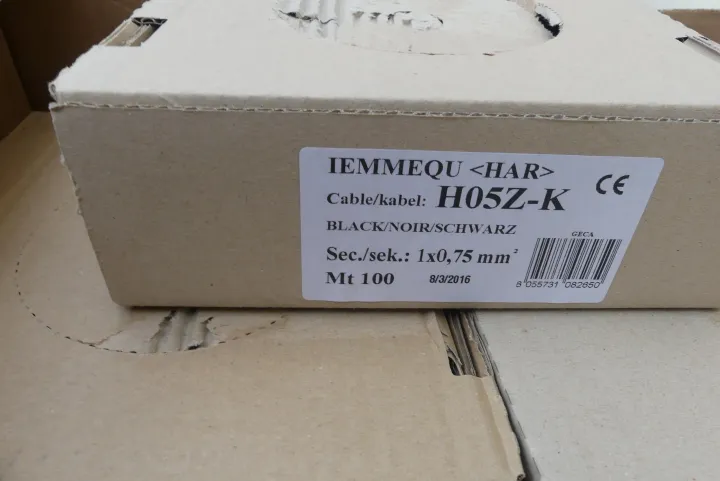 IEMMEQU <HAR>
CE
Cable/kabel: H05Z-K
BLACK/NOIR/SCHWARZ
GECA
Sec./sek.: 1x0,75 mm²
Mt 100 8/3/2016
8 055731 082650